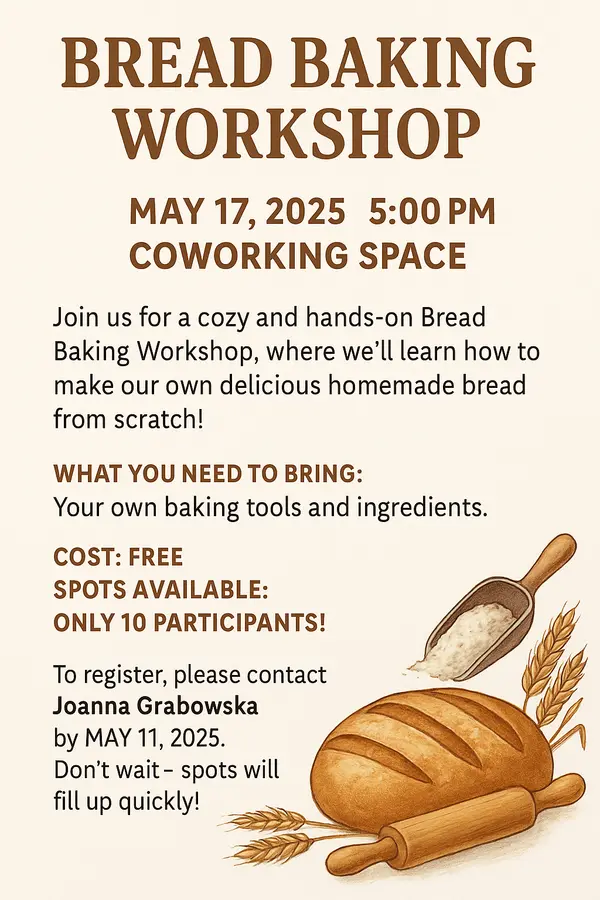 BREAD BAKING
WORKSHOP
MAY 17, 2025 5:00 PM
COWORKING SPACE
Join us for a cozy and hands-on Bread
Baking Workshop, where we'll learn how to
make our own delicious homemade bread
from scratch!
WHAT YOU NEED TO BRING:
Your own baking tools and ingredients.
COST: FREE
SPOTS AVAILABLE:
ONLY 10 PARTICIPANTS!
To register, please contact
Joanna Grabowska
by MAY 11, 2025.
Don't wait – spots will
fill up quickly!